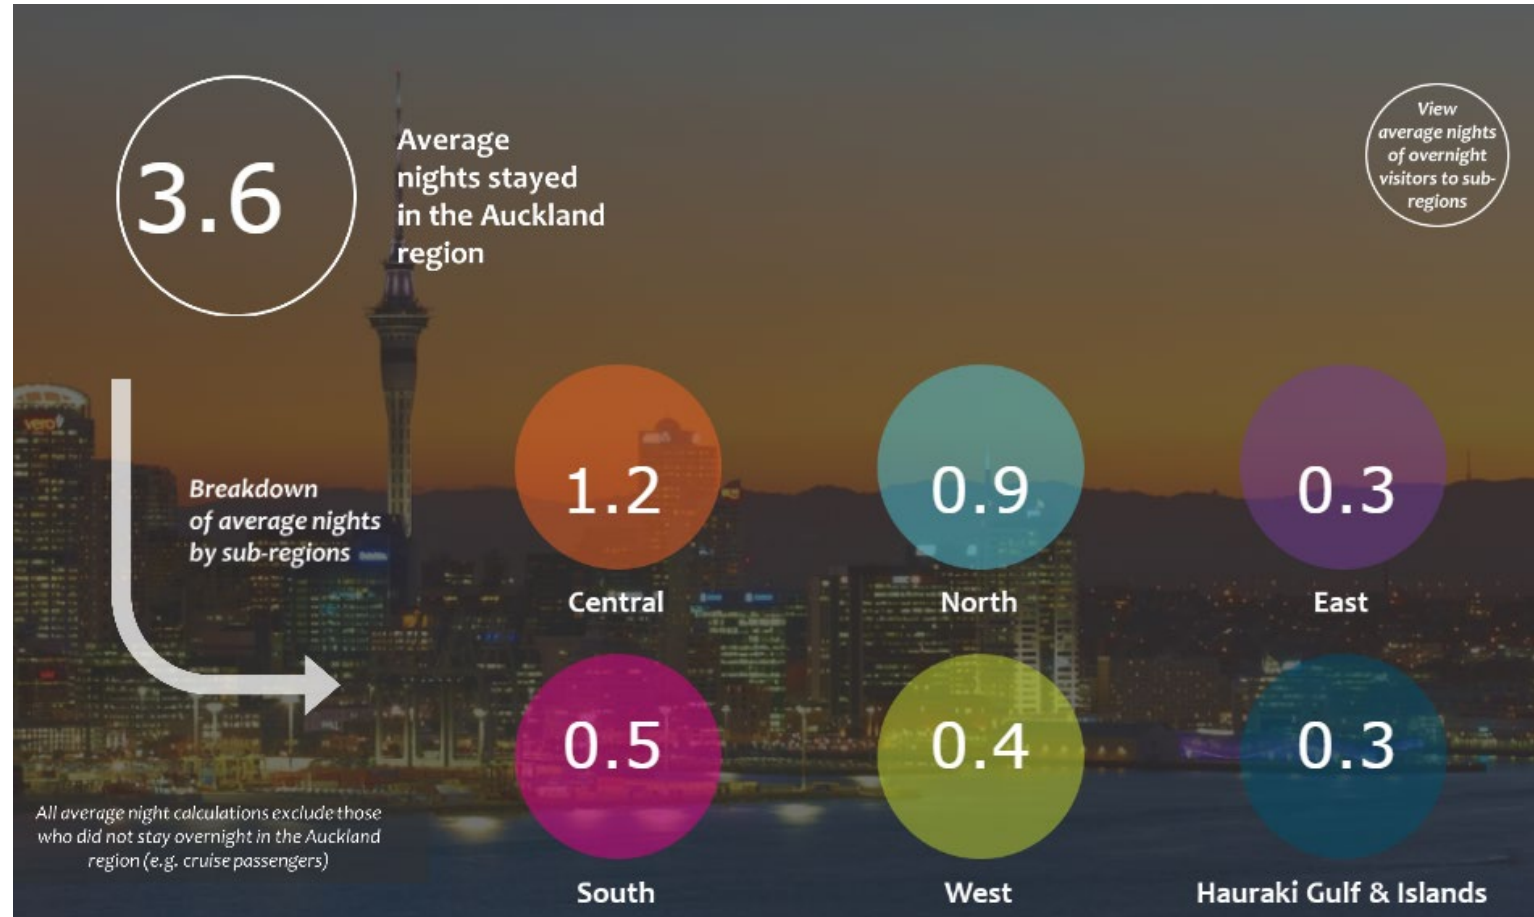 3.6
Average
nights stayed
in the Auckland
region
View
average nights
of overnight
visitors to sub-
regions
vero
Breakdown
of average nights
by sub-regions
1.2
Central
0.9
North
0.3
East
0.5
South
0.4
West
0.3
Hauraki Gulf & Islands
All average night calculations exclude those
who did not stay overnight in the Auckland
region (e.g. cruise passengers)